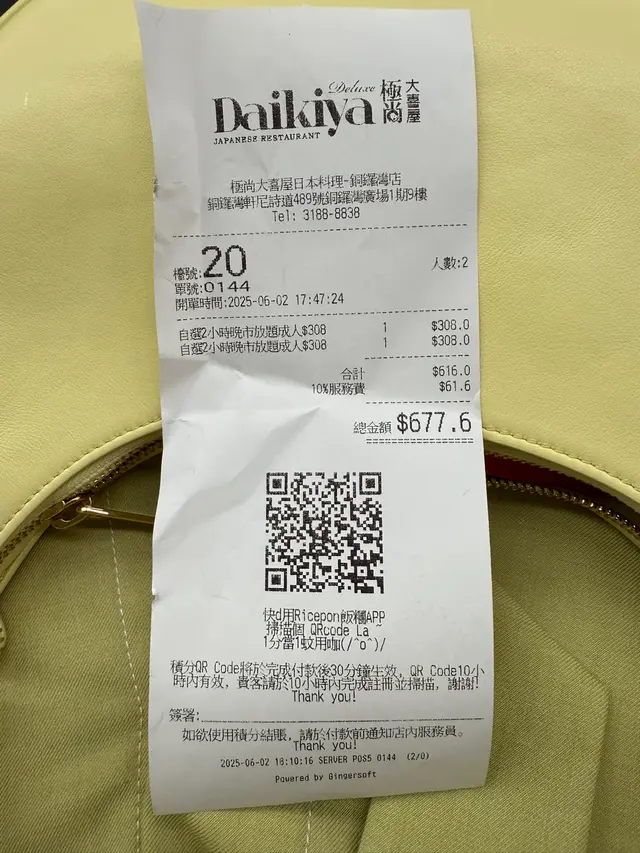 Deluxe
Daikiya 極尚 大喜屋
JAPANESE RESTAURANT
極尚大喜屋日本料理-銅鑼灣店
銅鑼灣軒尼詩道489號銅鑼灣廣場1期9樓
Tel: 3188-8838
檯號:20 人數:2
單號:0144
開單時間:2025-06-02 17:47:24
自選2小時晚市放題成人$308 1 $308.0
自選2小時晚市放題成人$308 1 $308.0
合計 $616.0
10%服務費 $61.6
總金額 $677.6
快d用Ricepon飯糰APP
掃描個 QRcode La ~
1分當1蚊用咖(/^o^)/
積分QR Code將於完成付款後30分鐘生效, QR Code10小
時內有效, 貴客請於10小時內完成註冊並掃描, 謝謝!
Thank you!
簽署:
如欲使用積分結賬, 請於付款前通知店內服務員。
Thank you!
2025-06-02 18:10:16 SERVER POS5 0144 (2/0)
Powered by Gingersoft